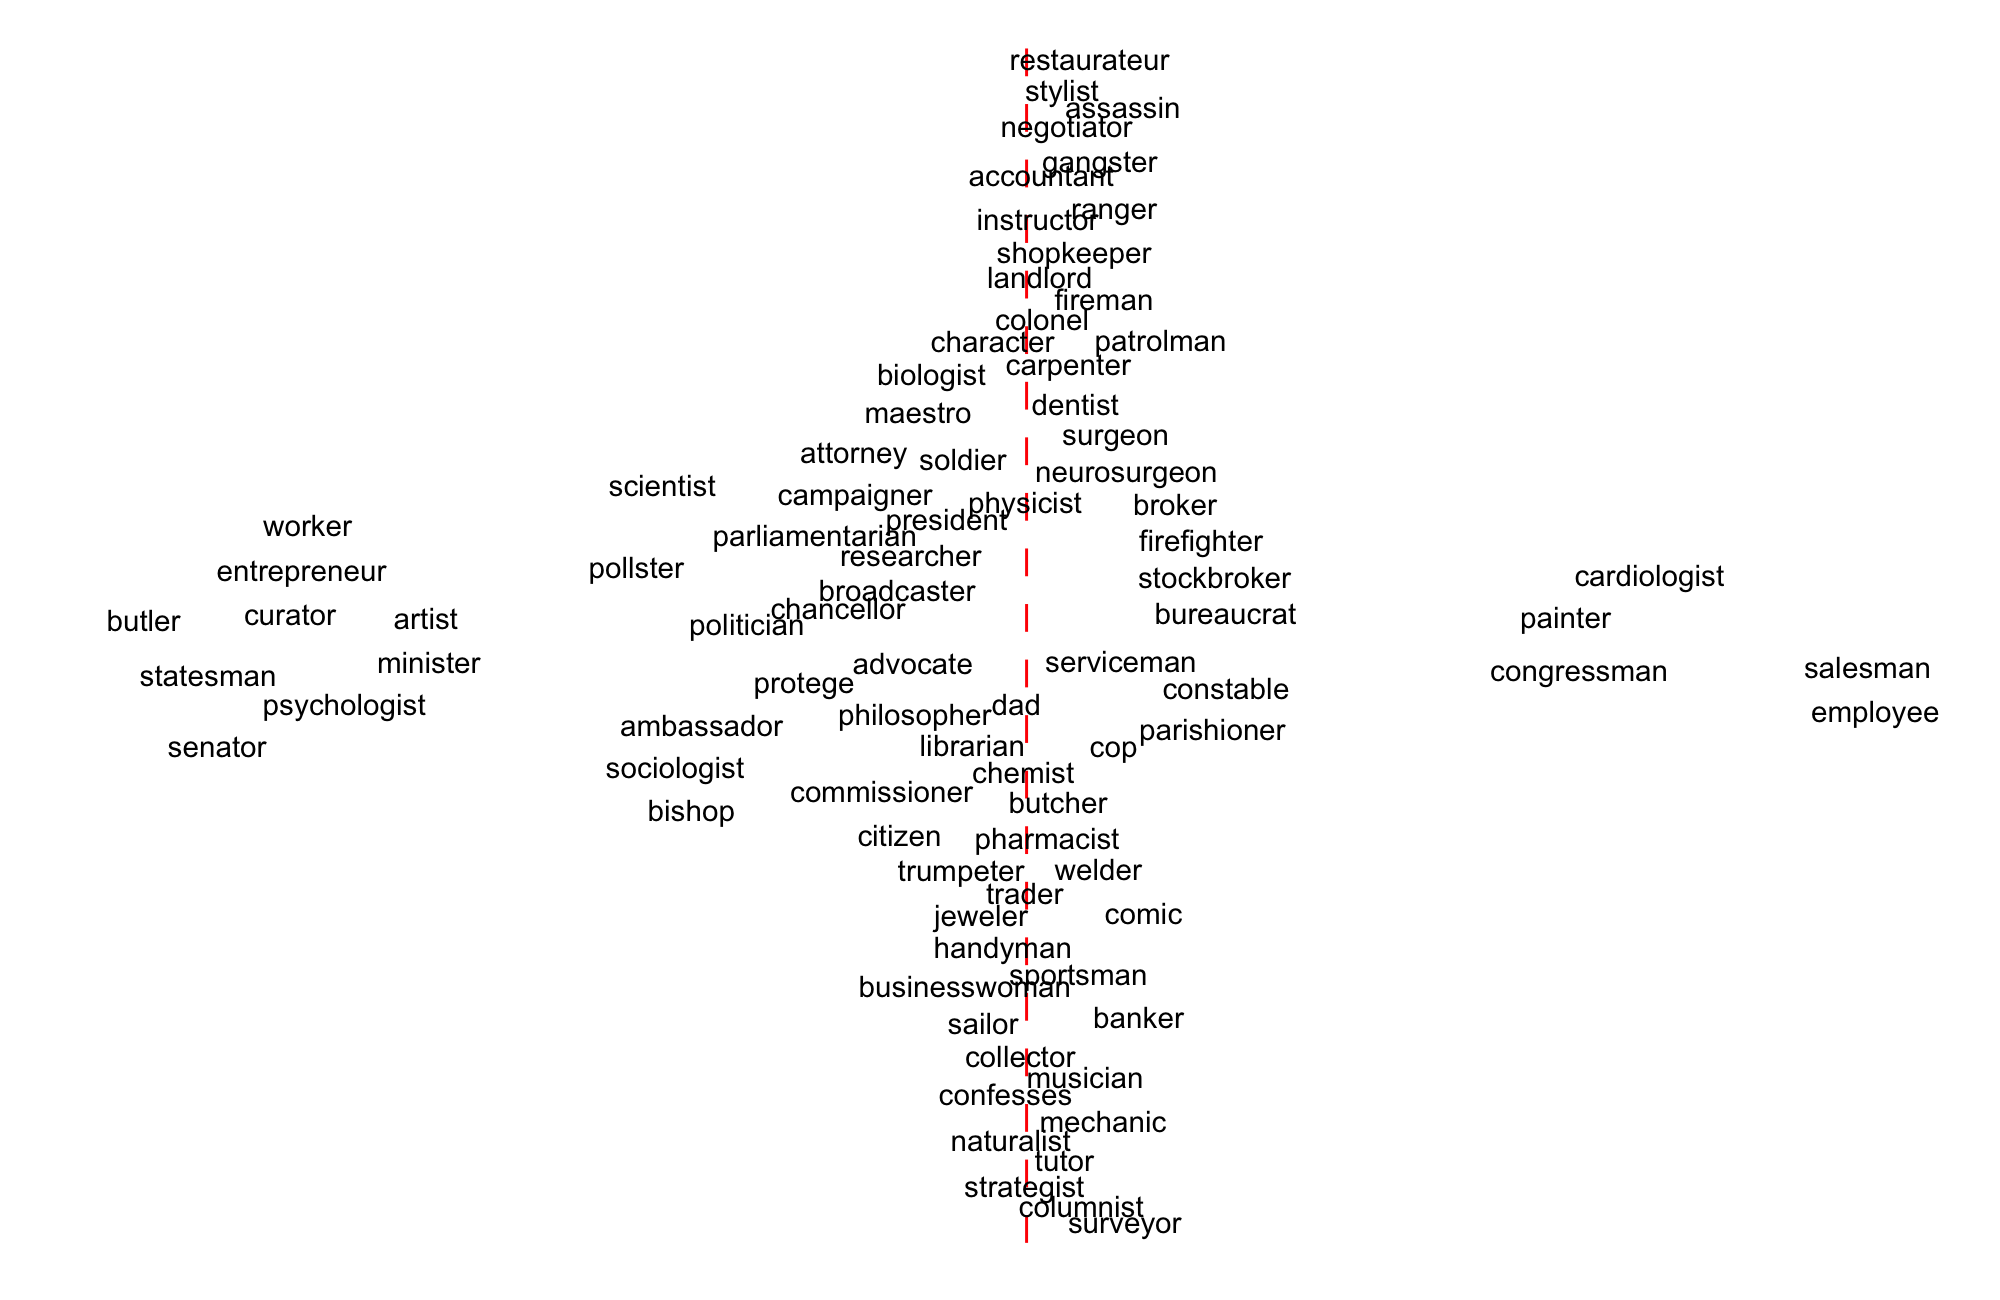 restaurateur
stylist
assassin
negotiator
gangster
accountant
ranger
instructor
shopkeeper
landlord
fireman
colonel
character patrolman
carpenter
biologist
dentist
maestro
surgeon
attorney soldier
neurosurgeon
scientist
campaigner physicist broker
president
worker
parliamentarian firefighter
researcher
entrepreneur pollster stockbroker cardiologist
broadcaster
chancellor
butler curator artist politician bureaucrat painter
minister advocate serviceman congressman salesman
statesman protege constable
psychologist philosopher dad employee
ambassador parishioner
senator librarian cop
sociologist chemist
commissioner butcher
bishop
citizen pharmacist
trumpeter welder
trader
jeweler comic
handyman
sportsman
businesswoman
sailor banker
collector
musician
confesses
mechanic
naturalist
tutor
strategist
columnist
surveyor